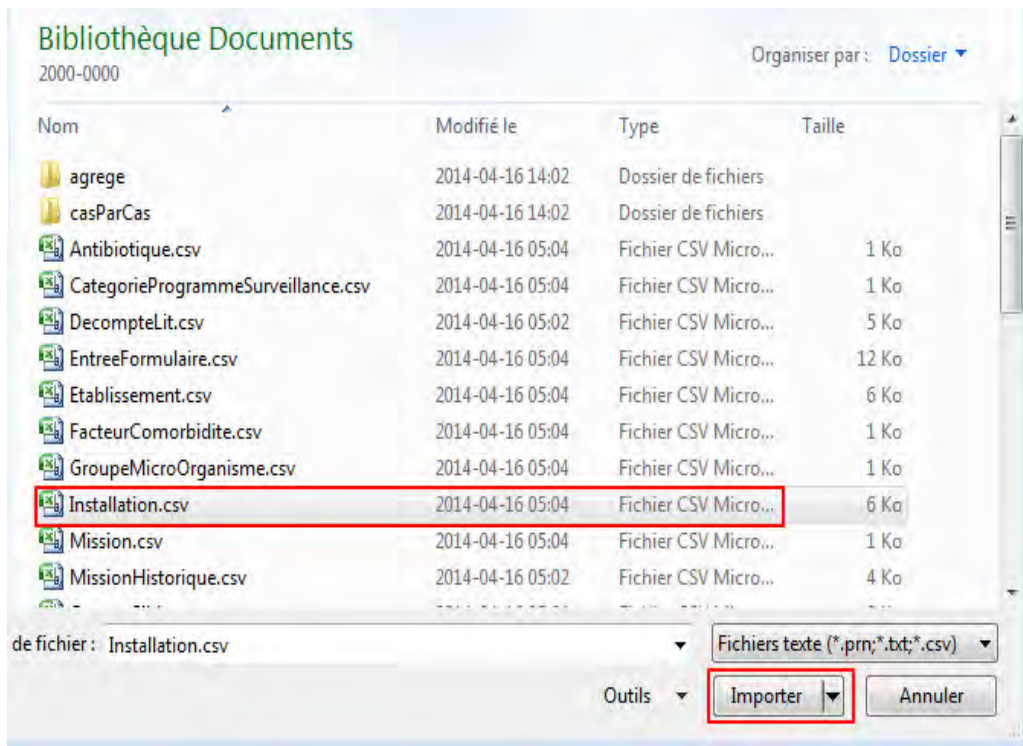 Bibliothèque Documents
2000-0000
Organiser par : Dossier
Nom Modifié le Type Taille
agrege 2014-04-16 14:02 Dossier de fichiers
casParCas 2014-04-16 14:02 Dossier de fichiers
Antibiotique.csv 2014-04-16 05:04 Fichier CSV Micro... 1 Ko
CategorieProgrammeSurveillance.csv 2014-04-16 05:04 Fichier CSV Micro... 1 Ko
DecompteLit.csv 2014-04-16 05:02 Fichier CSV Micro... 5 Ko
EntreeFormulaire.csv 2014-04-16 05:04 Fichier CSV Micro... 12 Ko
Etablissement.csv 2014-04-16 05:04 Fichier CSV Micro... 6 Ko
FacteurComorbidite.csv 2014-04-16 05:04 Fichier CSV Micro... 1 Ko
GroupeMicroOrganisme.csv 2014-04-16 05:04 Fichier CSV Micro... 1 Ko
Installation.csv 2014-04-16 05:04 Fichier CSV Micro... 6 Ko
Mission.csv 2014-04-16 05:04 Fichier CSV Micro... 1 Ko
MissionHistorique.csv 2014-04-16 05:02 Fichier CSV Micro... 4 Ko
de fichier : Installation.csv Fichiers texte (*.prn;*.txt;*.csv)
Outils Importer Annuler